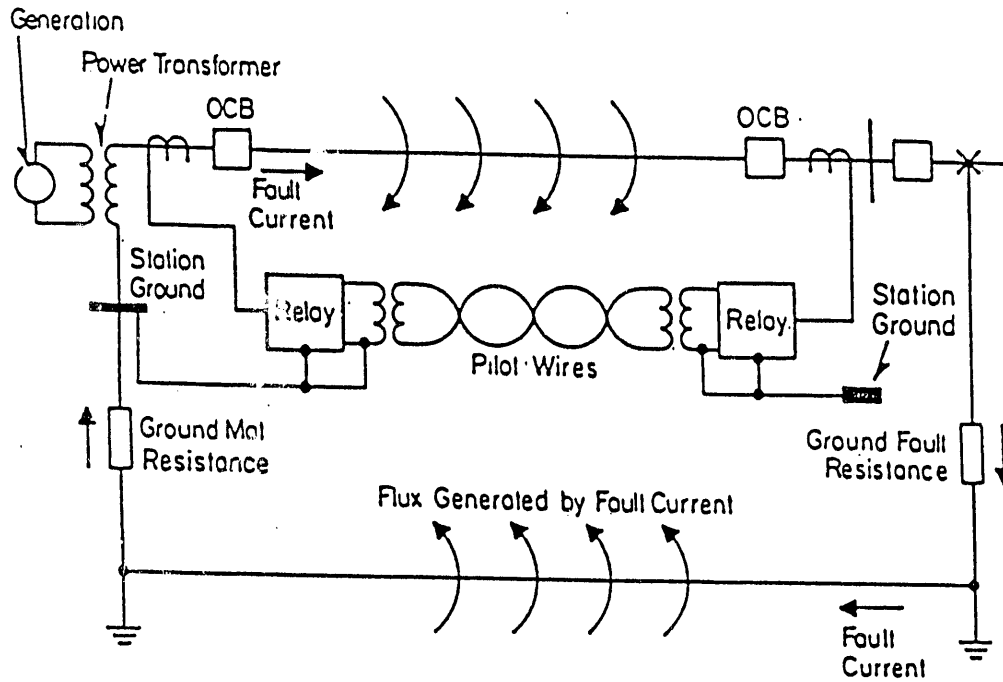 Generation
Power Transformer
OCB
OCB
Fault
Current
Station
Ground
Relay
Relay
Station
Ground
Pilot Wires
Ground Mat
Resistance
Ground Fault
Resistance
Flux Generated by Fault Current
Fault
Current